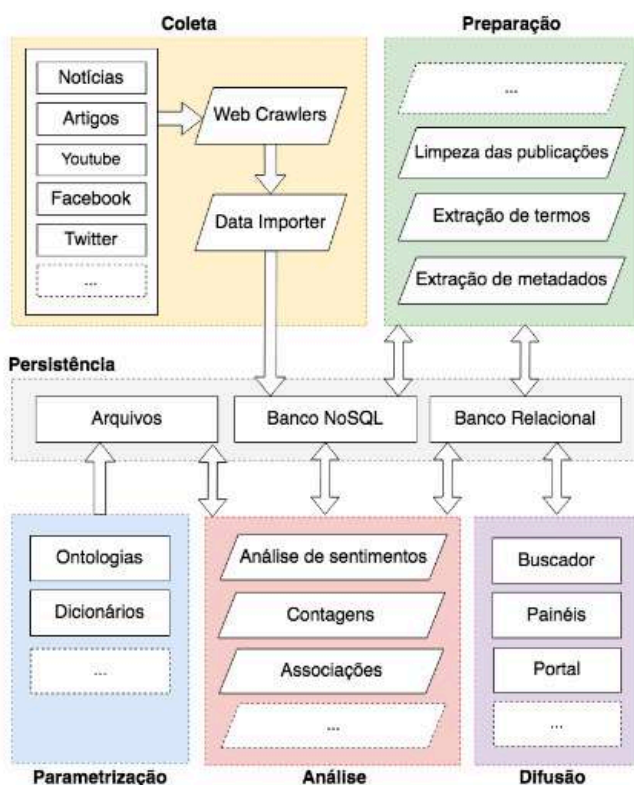 Coleta
Notícias
Artigos
Youtube
Facebook
Twitter
...
Web Crawlers
Data Importer
Preparação
...
Limpeza das publicações
Extração de termos
Extração de metadados
Persistência
Arquivos
Banco NoSQL
Banco Relacional
Ontologias
Dicionários
...
Parametrização
Análise de sentimentos
Contagens
Associações
...
Análise
Buscador
Painéis
Portal
...
Difusão